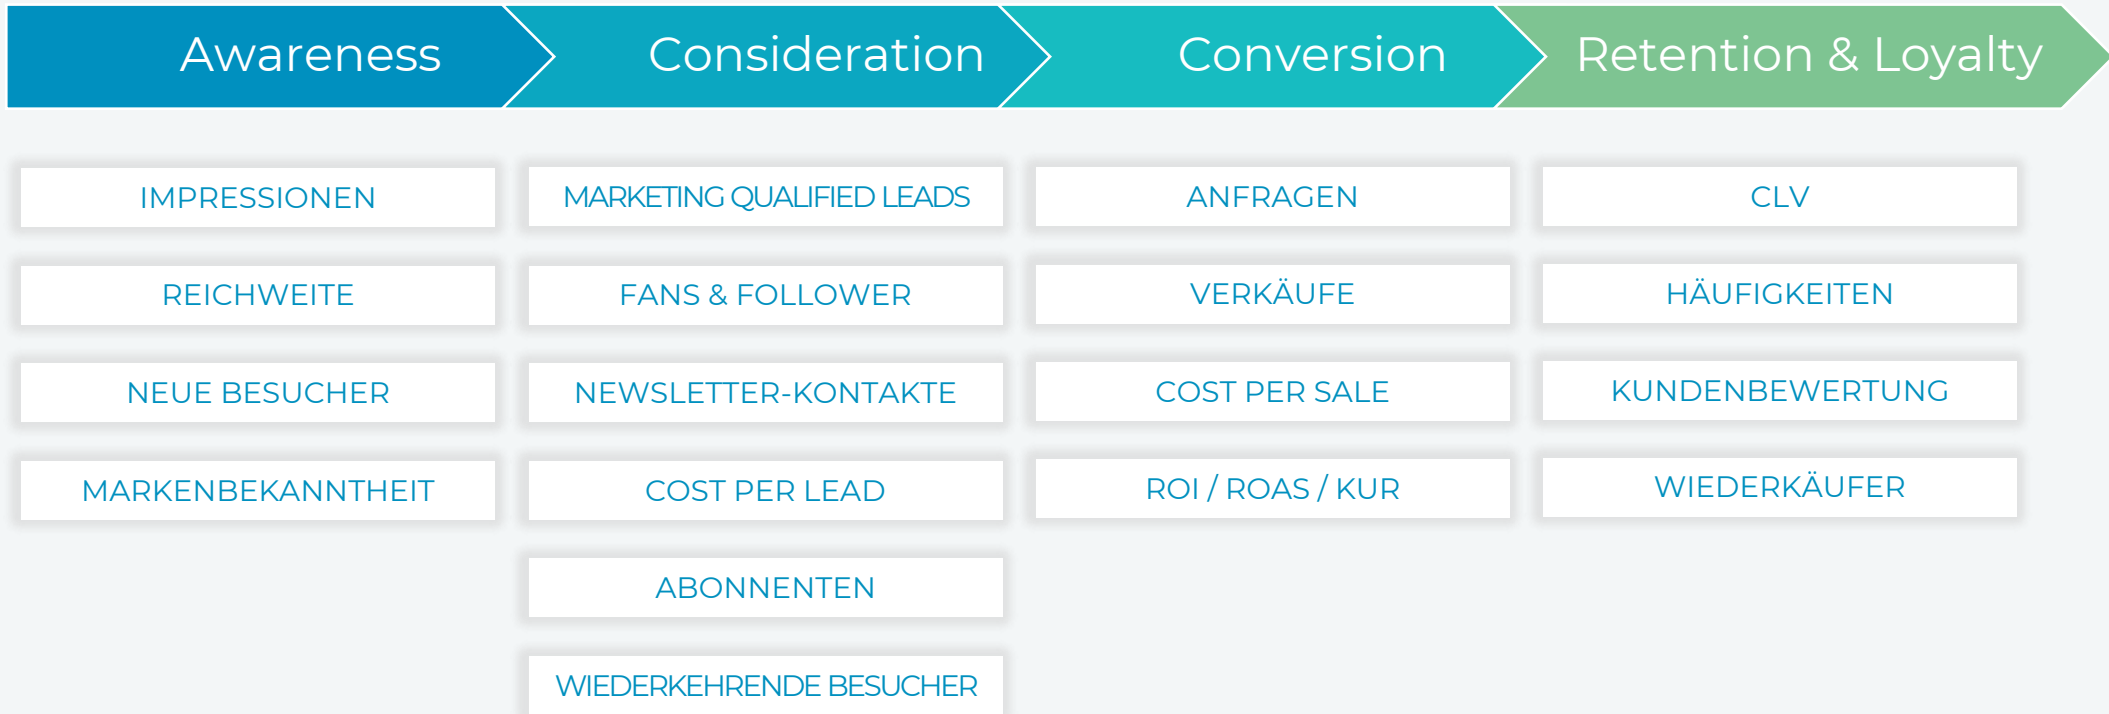 Awareness
Consideration
Conversion
Retention & Loyalty
IMPRESSIONEN
REICHWEITE
NEUE BESUCHER
MARKENBEKANNTHEIT
MARKETING QUALIFIED LEADS
FANS & FOLLOWER
NEWSLETTER-KONTAKTE
COST PER LEAD
ABONNENTEN
WIEDERKEHRENDE BESUCHER
ANFRAGEN
VERKÄUFE
COST PER SALE
ROI / ROAS / KUR
CLV
HÄUFIGKEITEN
KUNDENBEWERTUNG
WIEDERKÄUFER